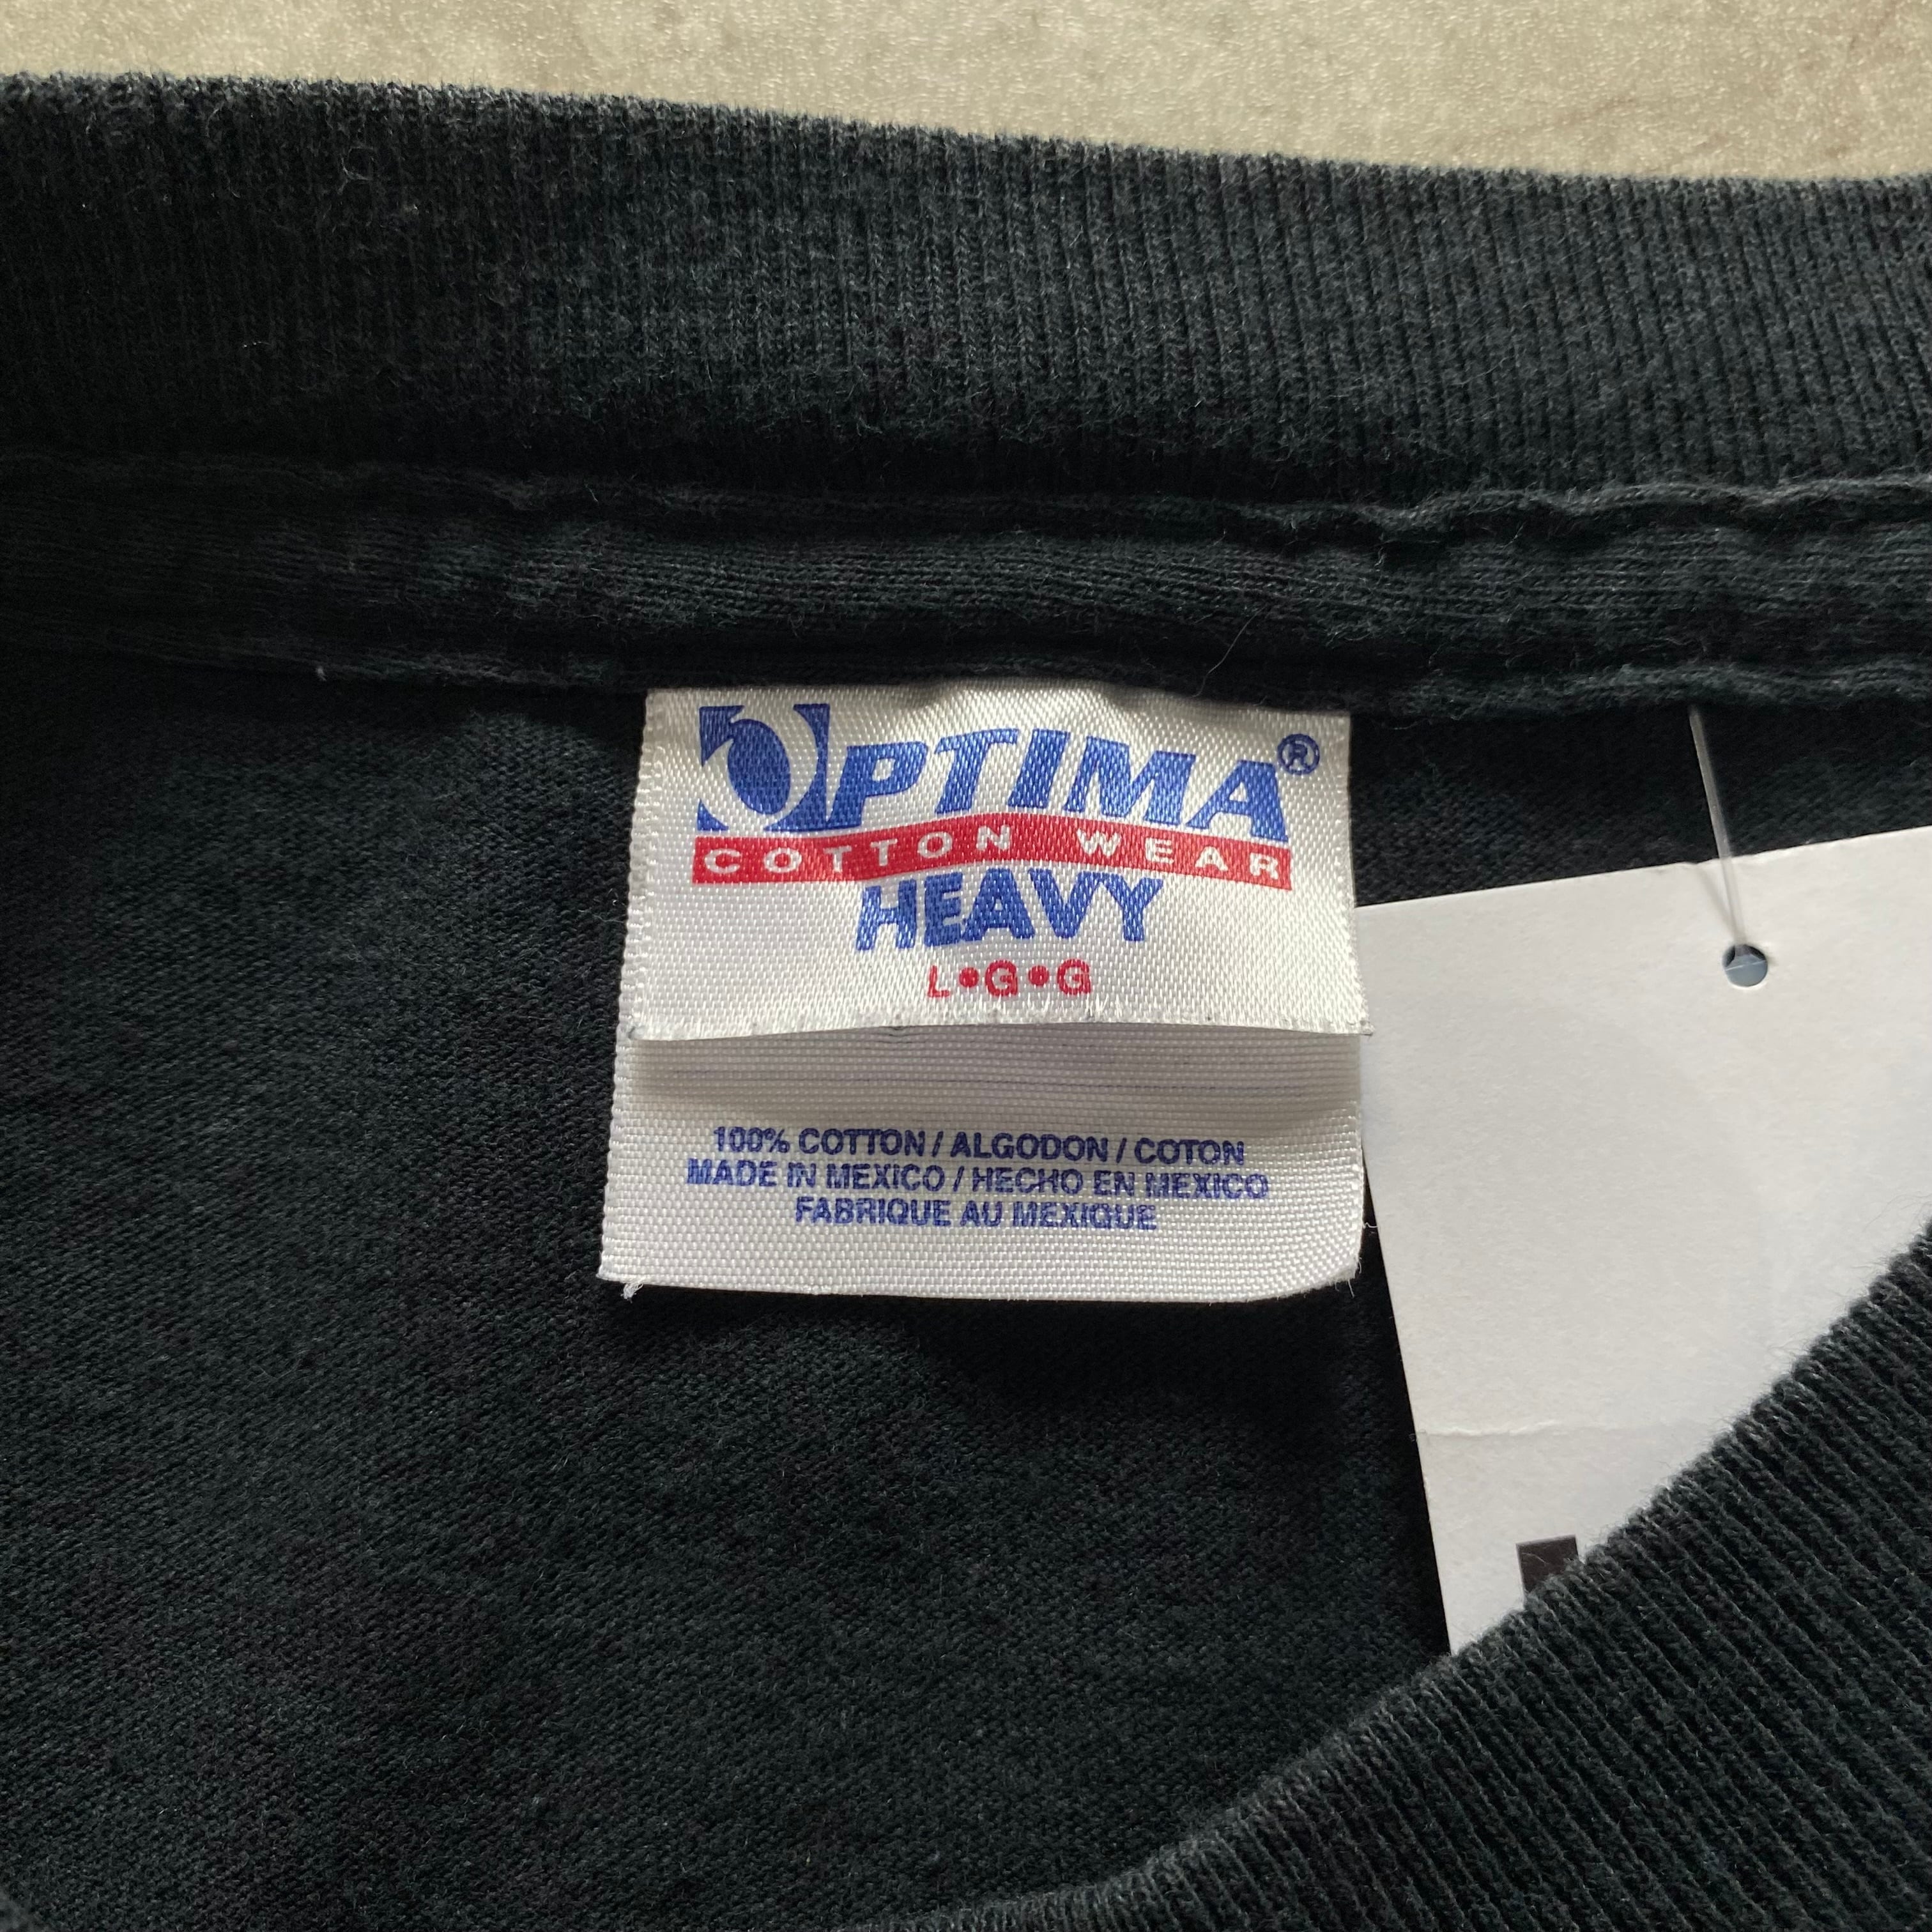 OPTIMA®
COTTON WEAR
HEAVY
L•G•G
100% COTTON / ALGODON / COTON
MADE IN MEXICO / HECHO EN MEXICO
FABRIQUE AU MEXIQUE